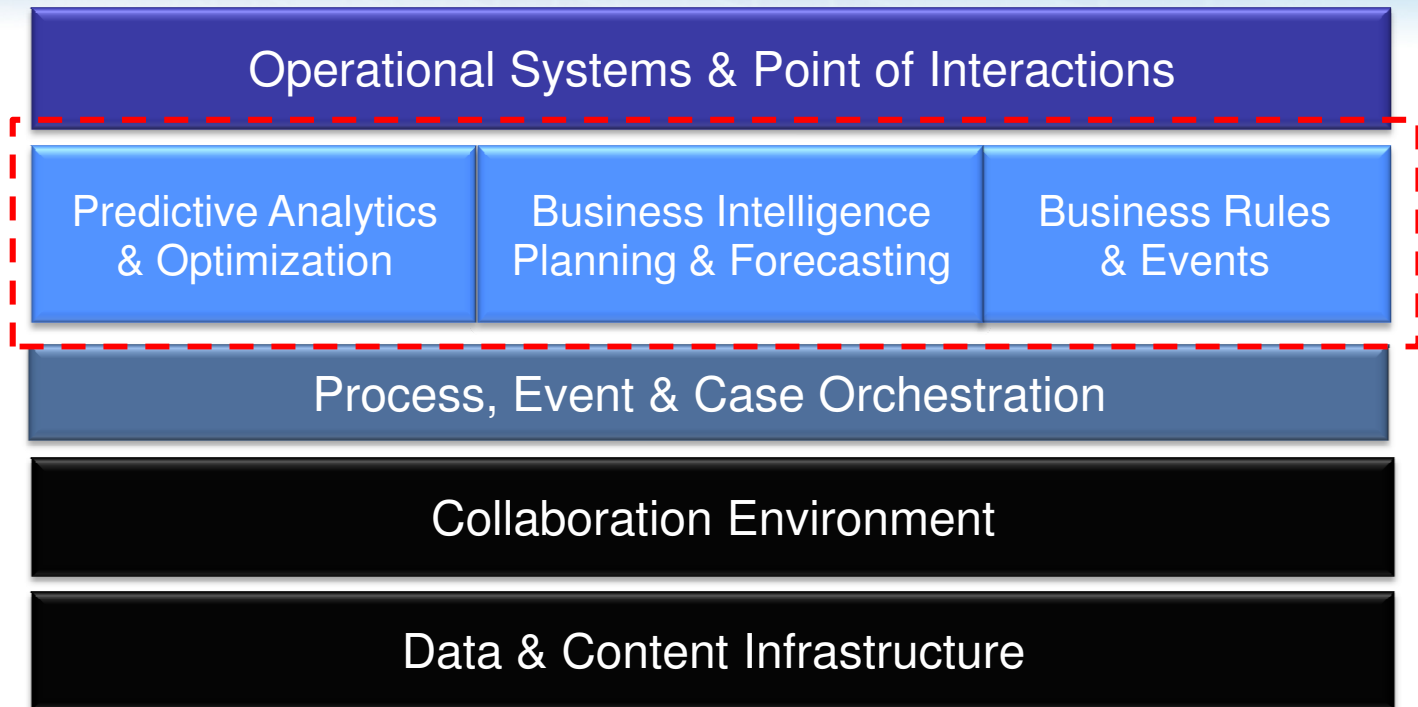 Operational Systems & Point of Interactions
Predictive Analytics
& Optimization
Business Intelligence
Planning & Forecasting
Business Rules
& Events
Process, Event & Case Orchestration
Collaboration Environment
Data & Content Infrastructure